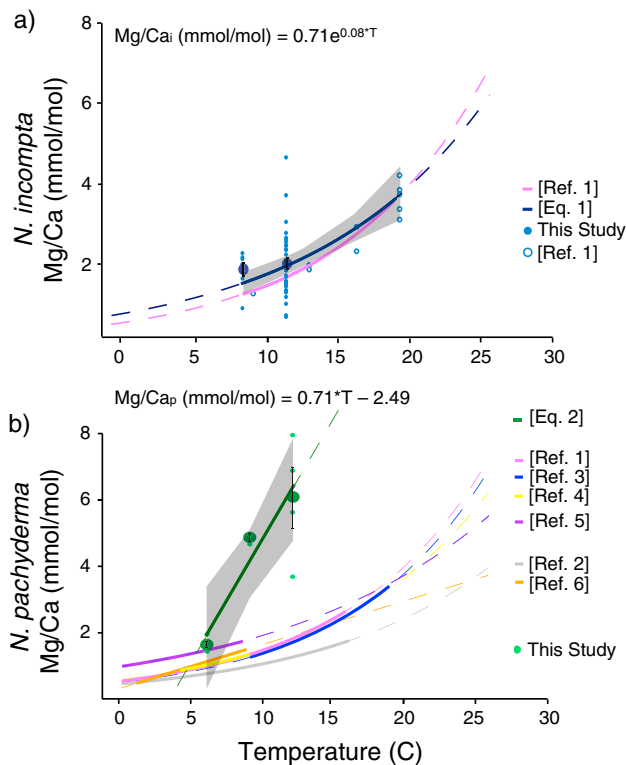 a)
Mg/Cai (mmol/mol) = 0.71e0.08*T
N. incompta
Mg/Ca (mmol/mol)
8
6
4
2
0 5 10 15 20 25 30
[Ref. 1]
[Eq. 1]
This Study
[Ref. 1]
b)
Mg/Cap (mmol/mol) = 0.71*T – 2.49
N. pachyderma
Mg/Ca (mmol/mol)
8
6
4
2
0 5 10 15 20 25 30
Temperature (C)
[Eq. 2]
[Ref. 1]
[Ref. 3]
[Ref. 4]
[Ref. 5]
[Ref. 2]
[Ref. 6]
This Study